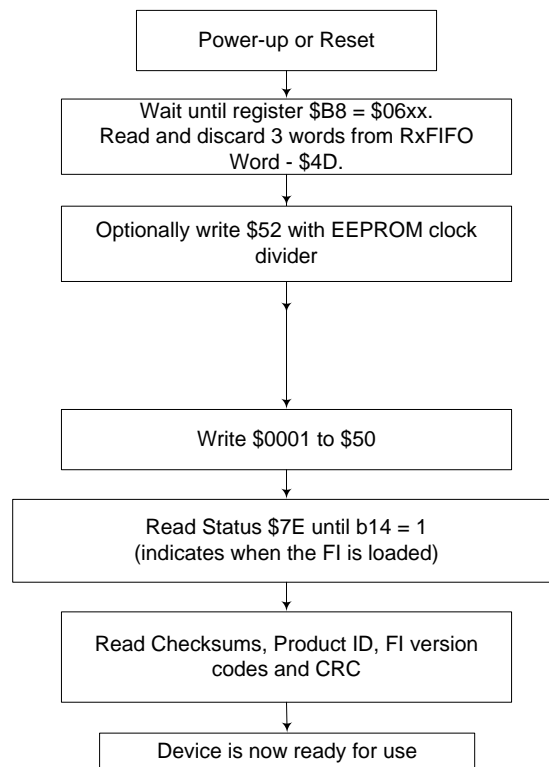 Power-up or Reset
Wait until register $B8 = $06xx.
Read and discard 3 words from RxFIFO
Word - $4D.
Optionally write $52 with EEPROM clock
divider
Write $0001 to $50
Read Status $7E until b14 = 1
(indicates when the FI is loaded)
Read Checksums, Product ID, FI version
codes and CRC
Device is now ready for use